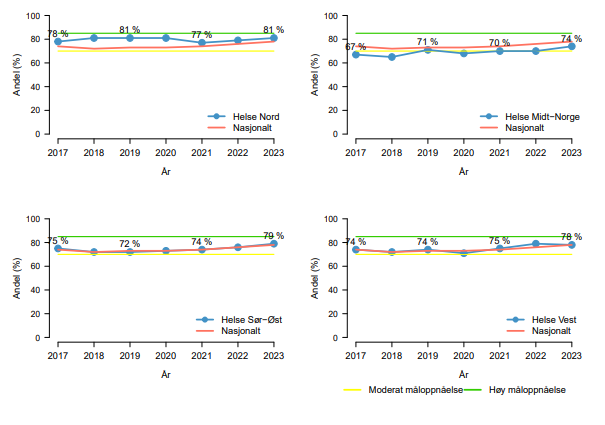 100
80
60
40
20
0
Andel (%)
78 %
81 %
77 %
81 %
Helse Nord
Nasjonalt
2017 2018 2019 2020 2021 2022 2023
År
100
80
60
40
20
0
Andel (%)
67 %
71 %
70 %
74 %
Helse Midt−Norge
Nasjonalt
2017 2018 2019 2020 2021 2022 2023
År
100
80
60
40
20
0
Andel (%)
75 %
72 %
74 %
79 %
Helse Sør−Øst
Nasjonalt
2017 2018 2019 2020 2021 2022 2023
År
100
80
60
40
20
0
Andel (%)
74 %
74 %
75 %
78 %
Helse Vest
Nasjonalt
2017 2018 2019 2020 2021 2022 2023
År
Moderat måloppnåelse Høy måloppnåelse